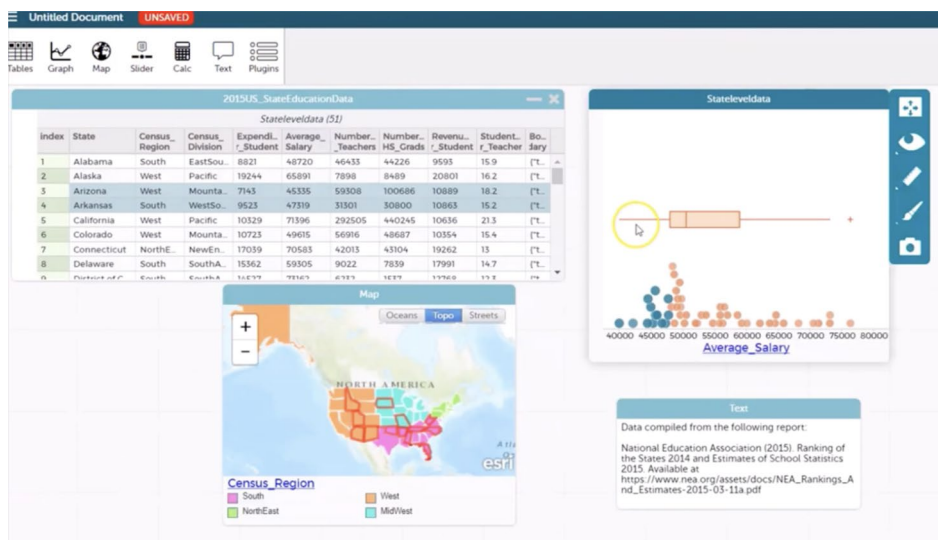 Untitled Document UNSAVED
Tables Graph Map Slider Calc Text Plugins
2015US_StateEducationData
Stateleveldata (51)
index State Census_ Region Census_ Division Expendi... r_Student Average_ Salary Number... _Teachers Number... HS_Grads Revenu... r_Student Student... r_Teacher Bo... dary
1 Alabama South EastSou... 8821 48720 46433 44226 9593 15.9 {"t...
2 Alaska West Pacific 19244 65891 7898 8489 20801 16.2 {"t...
3 Arizona West Mounta... 7143 45335 59308 100686 10889 18.2 {"t...
4 Arkansas South WestSo... 9523 47319 31301 30800 10863 15.2 {"t...
5 California West Pacific 10329 71396 292505 440245 10636 21.3 {"t...
6 Colorado West Mounta... 10723 49615 56916 48687 10354 15.4 {"t...
7 Connecticut NorthE... NewEn... 17039 70583 42013 43104 19262 13 {"t...
8 Delaware South SouthA... 15362 59305 9022 7839 17991 14.7 {"t...
Stateleveldata
40000 45000 50000 55000 60000 65000 70000 75000 80000
Average_Salary
Map
Oceans Topo Streets
+
−
NORTH AMERICA
esri
Census_Region
South West
NorthEast MidWest
Text
Data compiled from the following report:
National Education Association (2015). Ranking of
the States 2014 and Estimates of School Statistics
2015. Available at
https://www.nea.org/assets/docs/NEA_Rankings_A
nd_Estimates-2015-03-11a.pdf